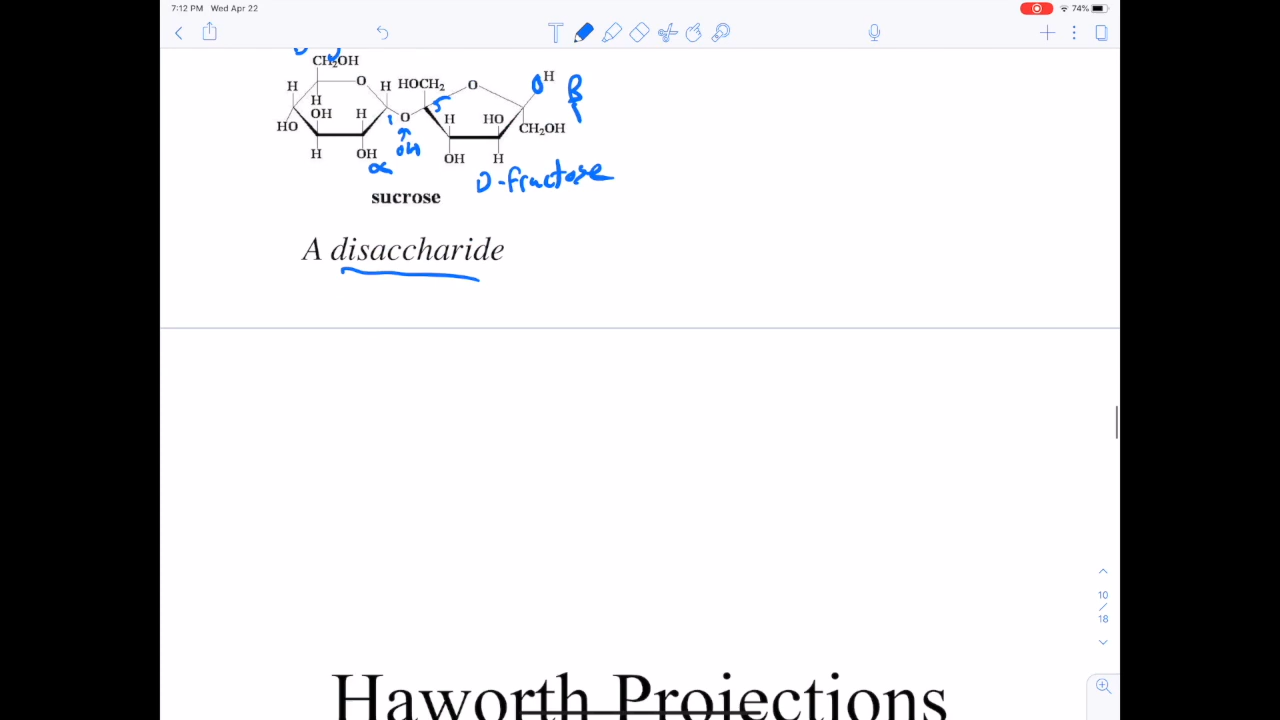 7:12 PM Wed Apr 22
74%
T
CH₂OH
H O H HOCH₂ O OH β
H
OH H 1 O 5 H HO
HO CH₂OH
H OH OH OH H
α
D-fructose
sucrose
A disaccharide
10
/
18
Haworth Projections